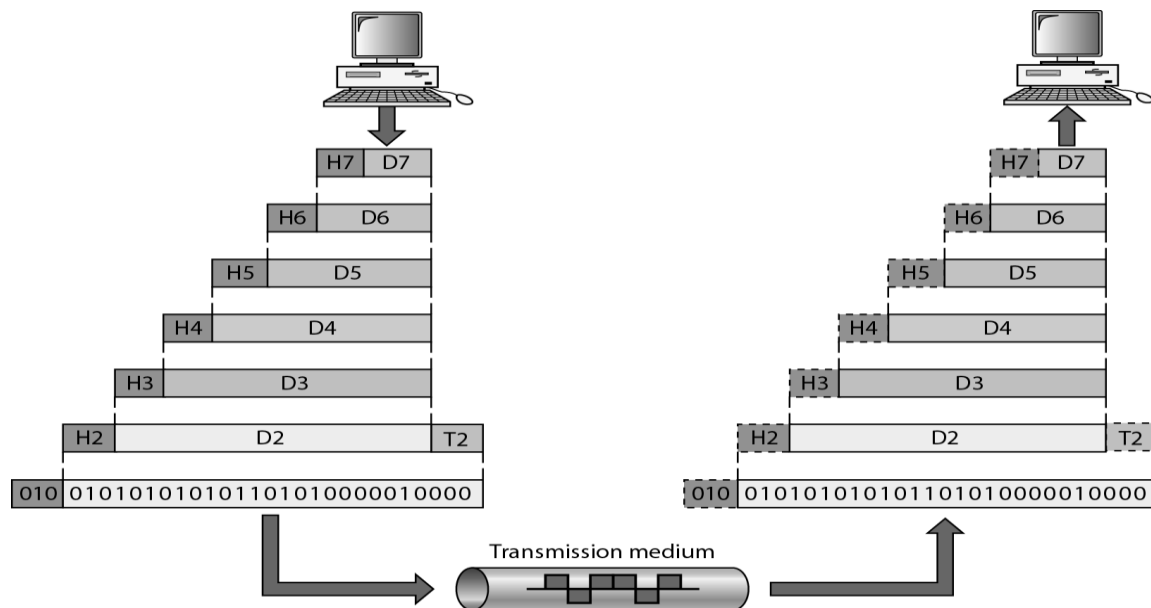 H7 D7 H7 D7
H6 D6 H6 D6
H5 D5 H5 D5
H4 D4 H4 D4
H3 D3 H3 D3
H2 D2 T2 H2 D2 T2
010 010101010101101010000010000 010 010101010101101010000010000
Transmission medium